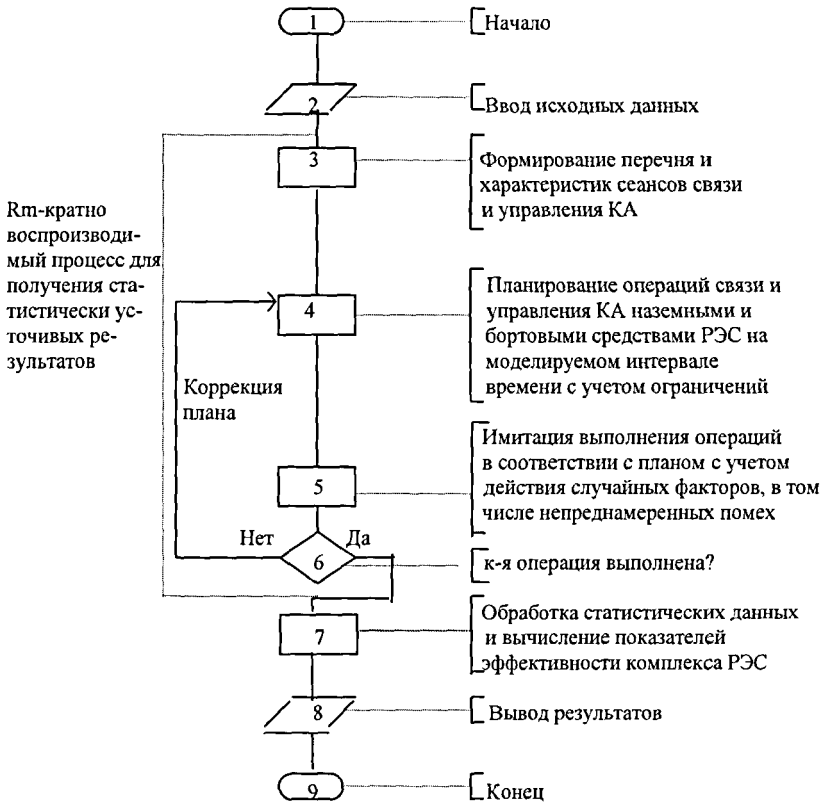 1
Начало
2
Ввод исходных данных
3
Формирование перечня и
характеристик сеансов связи
и управления КА
Rm-кратно
воспроизводи-
мый процесс для
получения ста-
тистически ус-
точивых ре-
зультатов
4
Планирование операций связи и
управления КА наземными и
бортовыми средствами РЭС на
моделируемом интервале
времени с учетом ограничений
Коррекция
плана
5
Имитация выполнения операций
в соответствии с планом с учетом
действия случайных факторов, в том
числе непреднамеренных помех
Нет
Да
6
к-я операция выполнена?
7
Обработка статистических данных
и вычисление показателей
эффективности комплекса РЭС
8
Вывод результатов
9
Конец